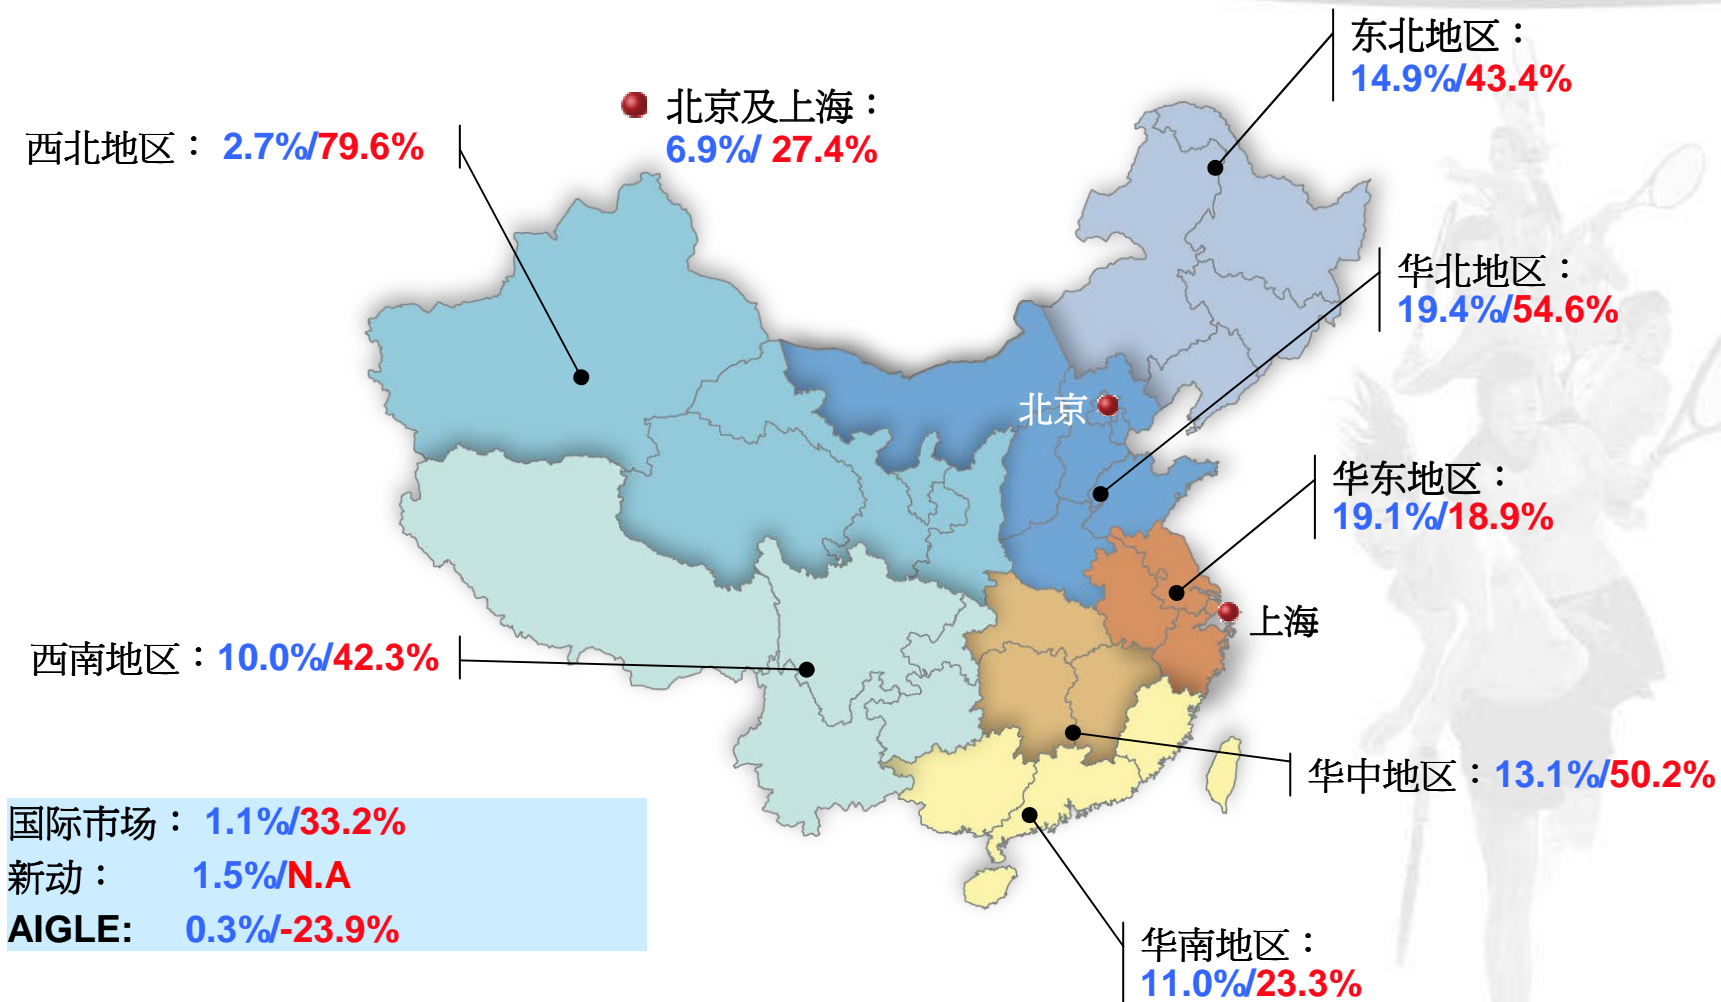 东北地区：
14.9%/43.4%
北京及上海：
6.9%/ 27.4%
西北地区： 2.7%/79.6%
华北地区：
19.4%/54.6%
北京
华东地区：
19.1%/18.9%
上海
西南地区：10.0%/42.3%
华中地区：13.1%/50.2%
国际市场： 1.1%/33.2%
新动： 1.5%/N.A
AIGLE: 0.3%/-23.9%
华南地区：
11.0%/23.3%